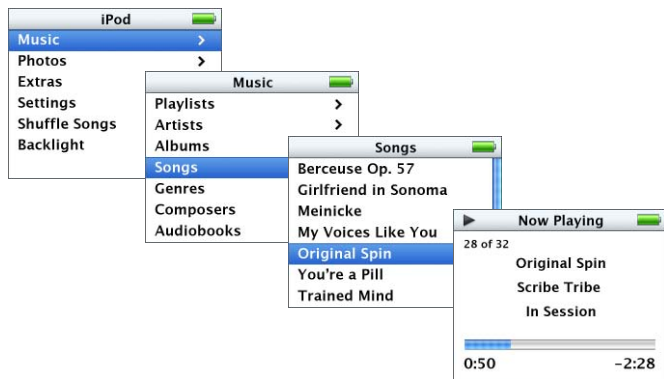 iPod
Music
Photos
Extras
Settings
Shuffle Songs
Backlight
Music
Playlists
Artists
Albums
Songs
Genres
Composers
Audiobooks
Songs
Berceuse Op. 57
Girlfriend in Sonoma
Meinicke
My Voices Like You
Original Spin
You're a Pill
Trained Mind
Now Playing
28 of 32
Original Spin
Scribe Tribe
In Session
0:50 -2:28